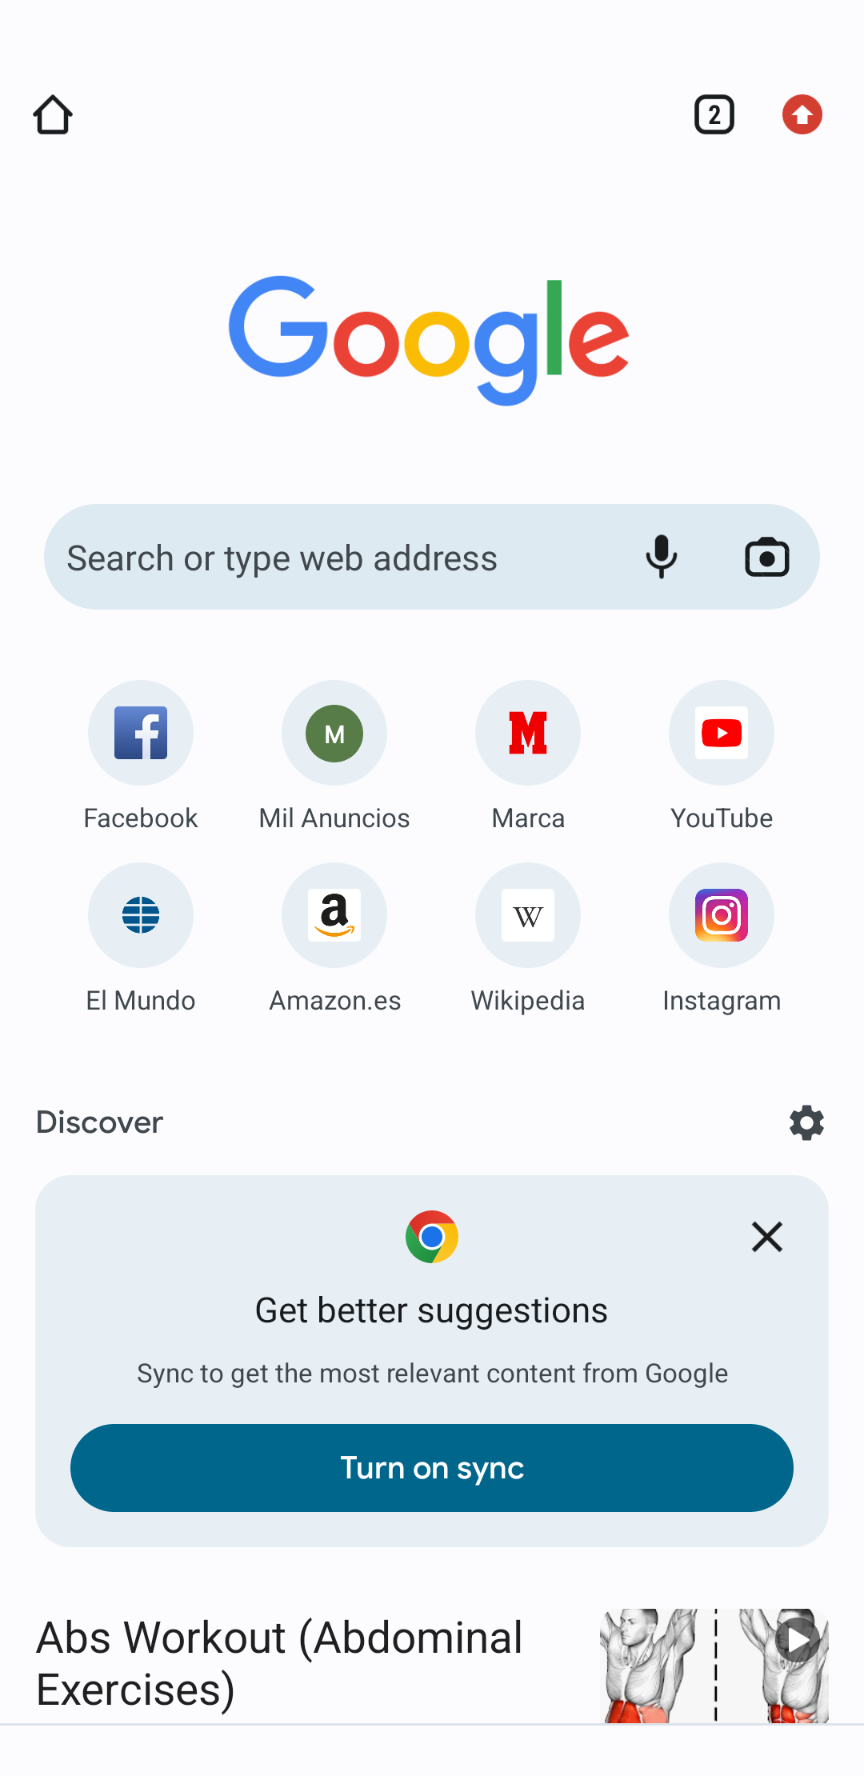 2
Google
Search or type web address
M
M
Facebook
Mil Anuncios
Marca
YouTube
a
W
El Mundo
Amazon.es
Wikipedia
Instagram
Discover
Get better suggestions
Sync to get the most relevant content from Google
Turn on sync
Abs Workout (Abdominal
Exercises)